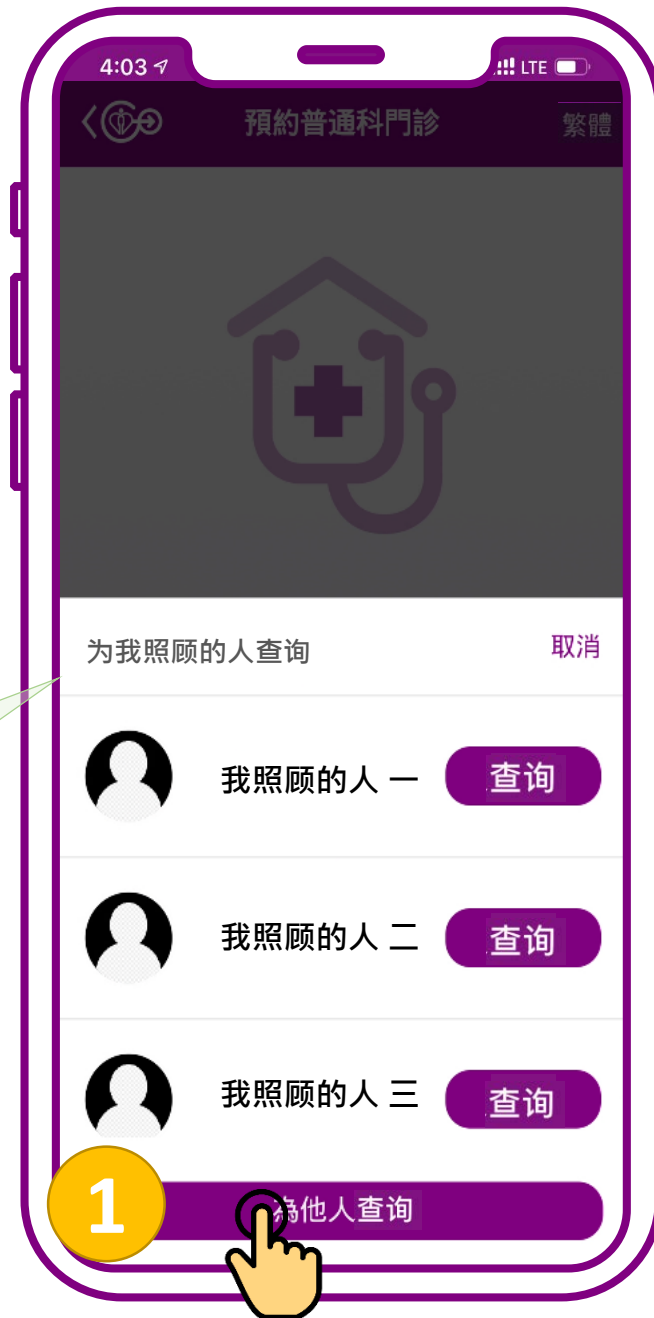 4:03 LTE
預約普通科門診 繁體
为我照顾的人查询 取消
我照顾的人 一 查询
我照顾的人 二 查询
我照顾的人 三 查询
1 為他人查询